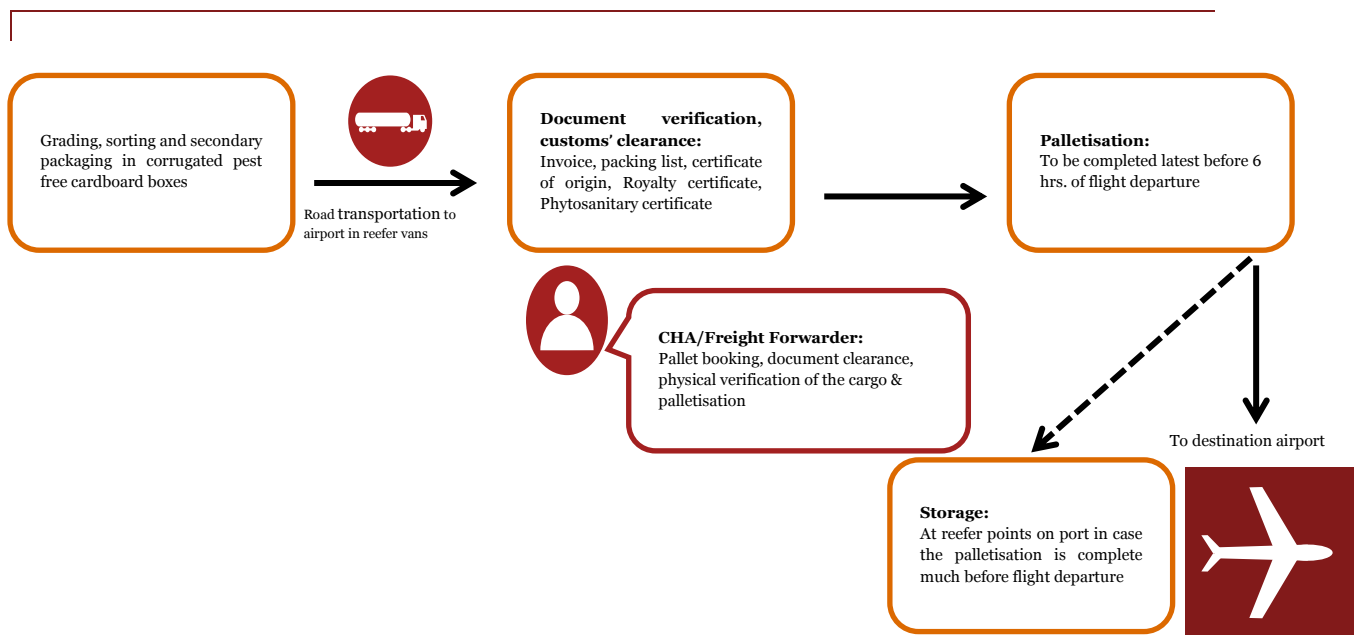 Grading, sorting and secondary
packaging in corrugated pest
free cardboard boxes
Road transportation to
airport in reefer vans
Document verification,
customs' clearance:
Invoice, packing list, certificate
of origin, Royalty certificate,
Phytosanitary certificate
Palletisation:
To be completed latest before 6
hrs. of flight departure
CHA/Freight Forwarder:
Pallet booking, document clearance,
physical verification of the cargo &
palletisation
To destination airport
Storage:
At reefer points on port in case
the palletisation is complete
much before flight departure